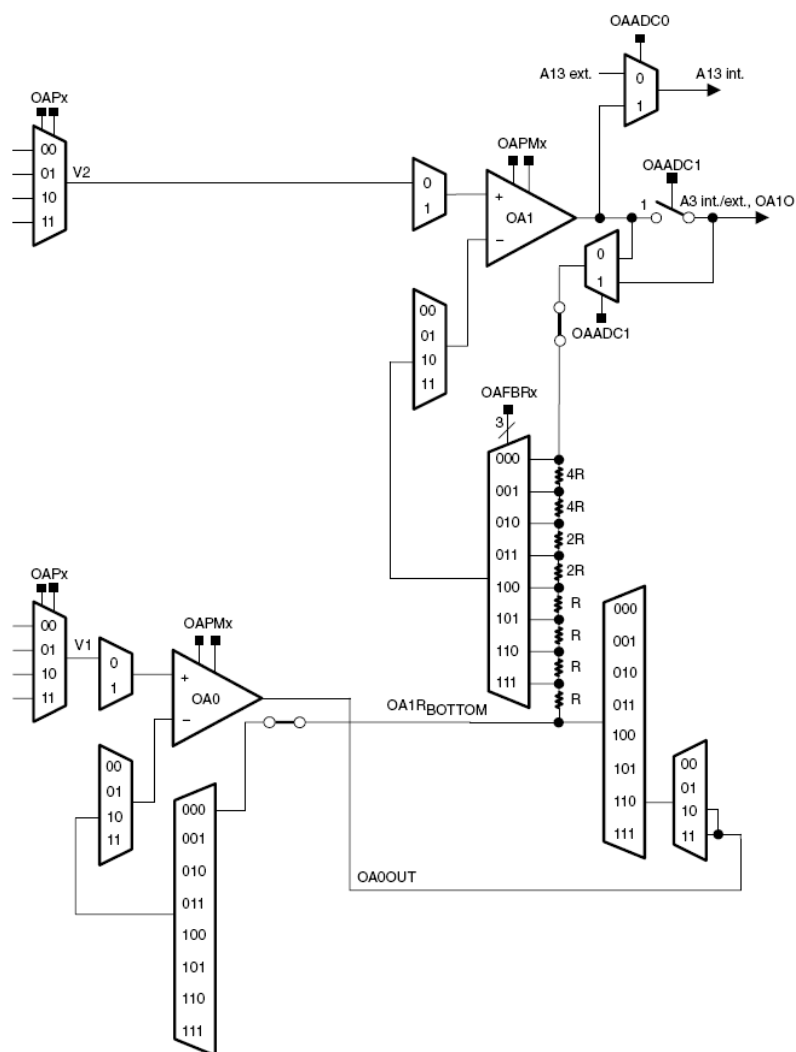 OAADC0
A13 ext.
0
1
A13 int.
OAPx
00
01
10
11
V2
0
1
OAPMx
+
−
OA1
OAADC1
1
A3 int./ext., OA1O
0
1
OAADC1
00
01
10
11
OAFBRx
3
000
001
010
011
100
101
110
111
4R
4R
2R
2R
R
R
R
R
OAPx
00
01
10
11
V1
0
1
OAPMx
+
−
OA0
OA1RBOTTOM
000
001
010
011
100
101
110
111
00
01
10
11
00
01
10
11
000
001
010
011
100
101
110
111
OA0OUT